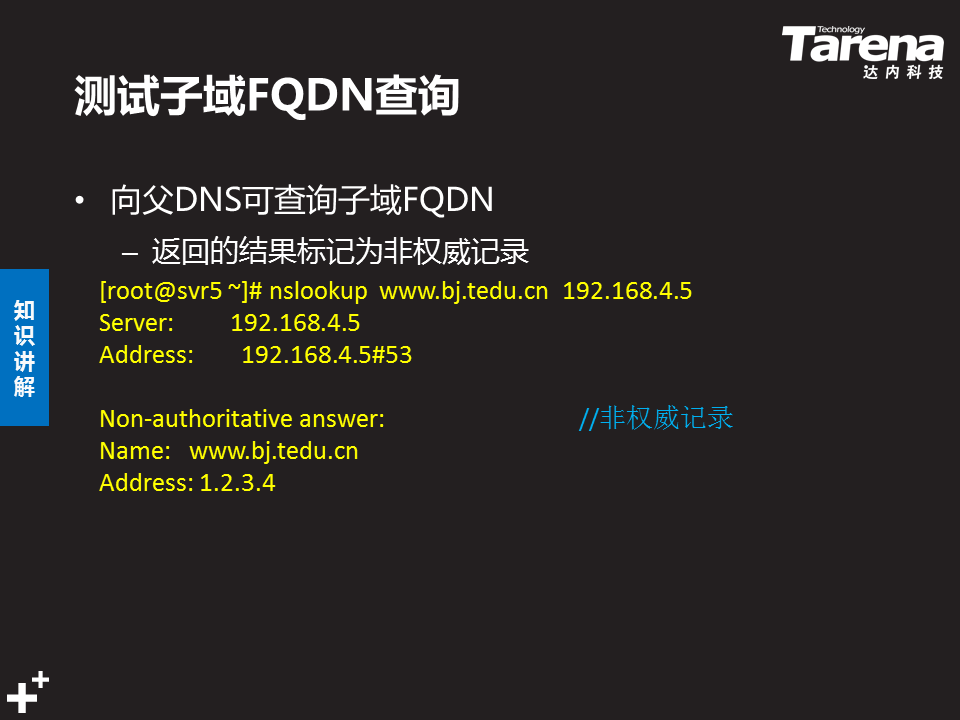 Technology
Tarena
达内科技
测试子域FQDN查询
• 向父DNS可查询子域FQDN
– 返回的结果标记为非权威记录
[root@svr5 ~]# nslookup www.bj.tedu.cn 192.168.4.5
Server: 192.168.4.5
Address: 192.168.4.5#53
Non-authoritative answer: //非权威记录
Name: www.bj.tedu.cn
Address: 1.2.3.4
知识讲解